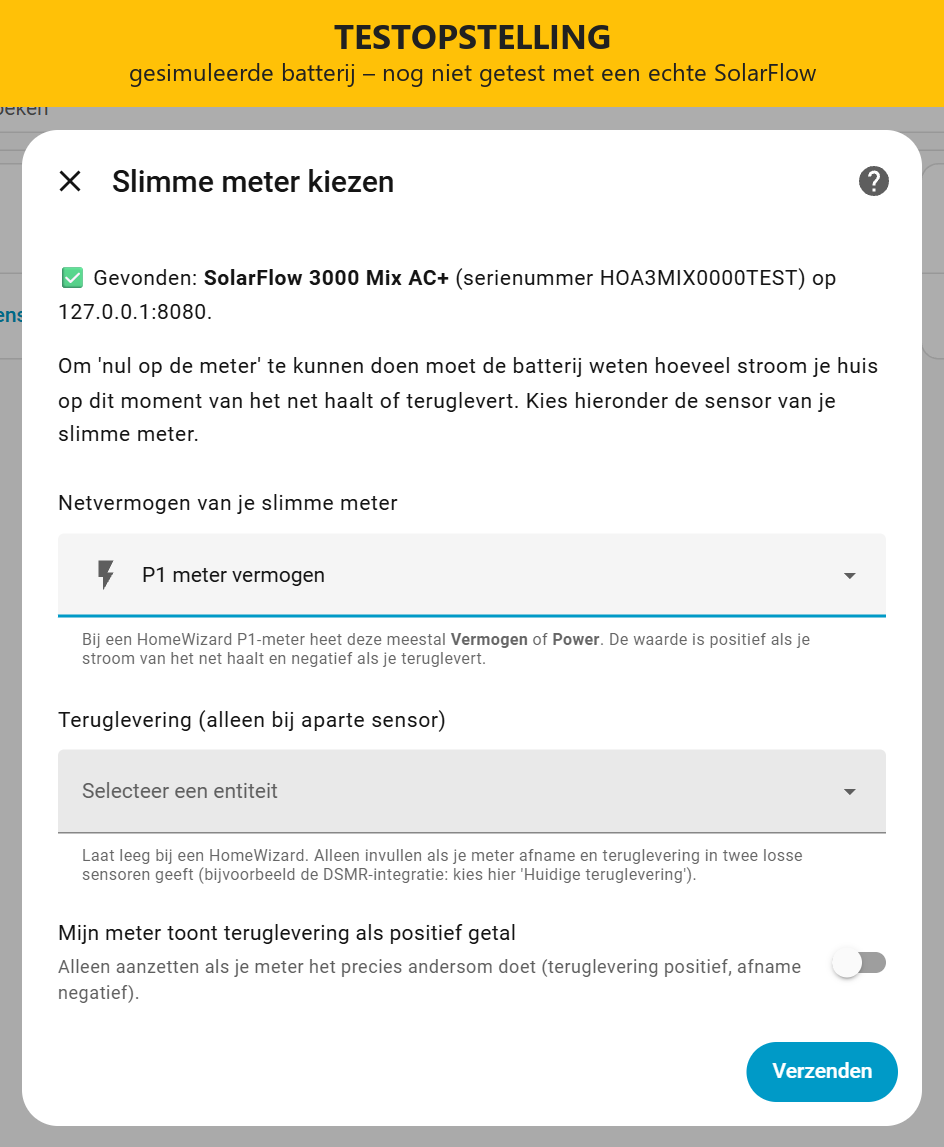 TESTOPSTELLING
gesimuleerde batterij – nog niet getest met een echte SolarFlow
Slimme meter kiezen
?
✅ Gevonden: SolarFlow 3000 Mix AC+ (serienummer HOA3MIX0000TEST) op
127.0.0.1:8080.
Om 'nul op de meter' te kunnen doen moet de batterij weten hoeveel stroom je huis
op dit moment van het net haalt of teruglevert. Kies hieronder de sensor van je
slimme meter.
Netvermogen van je slimme meter
P1 meter vermogen
Bij een HomeWizard P1-meter heet deze meestal Vermogen of Power. De waarde is positief als je
stroom van het net haalt en negatief als je teruglevert.
Teruglevering (alleen bij aparte sensor)
Selecteer een entiteit
Laat leeg bij een HomeWizard. Alleen invullen als je meter afname en teruglevering in twee losse
sensoren geeft (bijvoorbeeld de DSMR-integratie: kies hier 'Huidige teruglevering').
Mijn meter toont teruglevering als positief getal
Alleen aanzetten als je meter het precies andersom doet (teruglevering positief, afname
negatief).
Verzenden